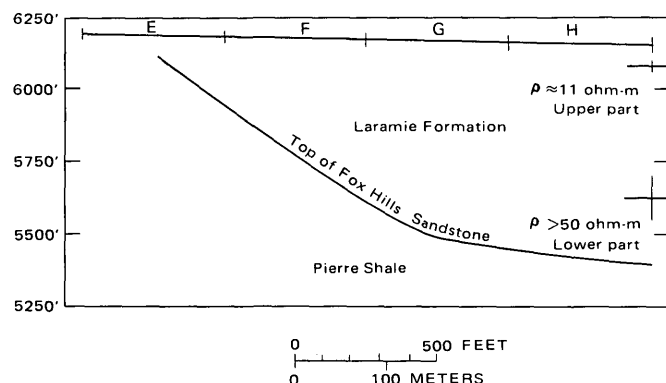 6250'
E F G H
6000'
ρ ≈11 ohm-m
Upper part
Laramie Formation
5750'
Top of Fox Hills Sandstone
5500'
ρ >50 ohm-m
Lower part
Pierre Shale
5250'
0 500 FEET
0 100 METERS